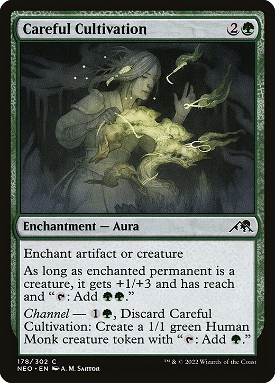 Careful Cultivation 2
Enchantment — Aura
Enchant artifact or creature
As long as enchanted permanent is a
creature, it gets +1/+3 and has reach
and “: Add .”
Channel — 1, Discard Careful
Cultivation: Create a 1/1 green Human
Monk creature token with “: Add .”
178/302 C
NEO • EN A. M. SARTOR
™ & © 2022 Wizards of the Coast